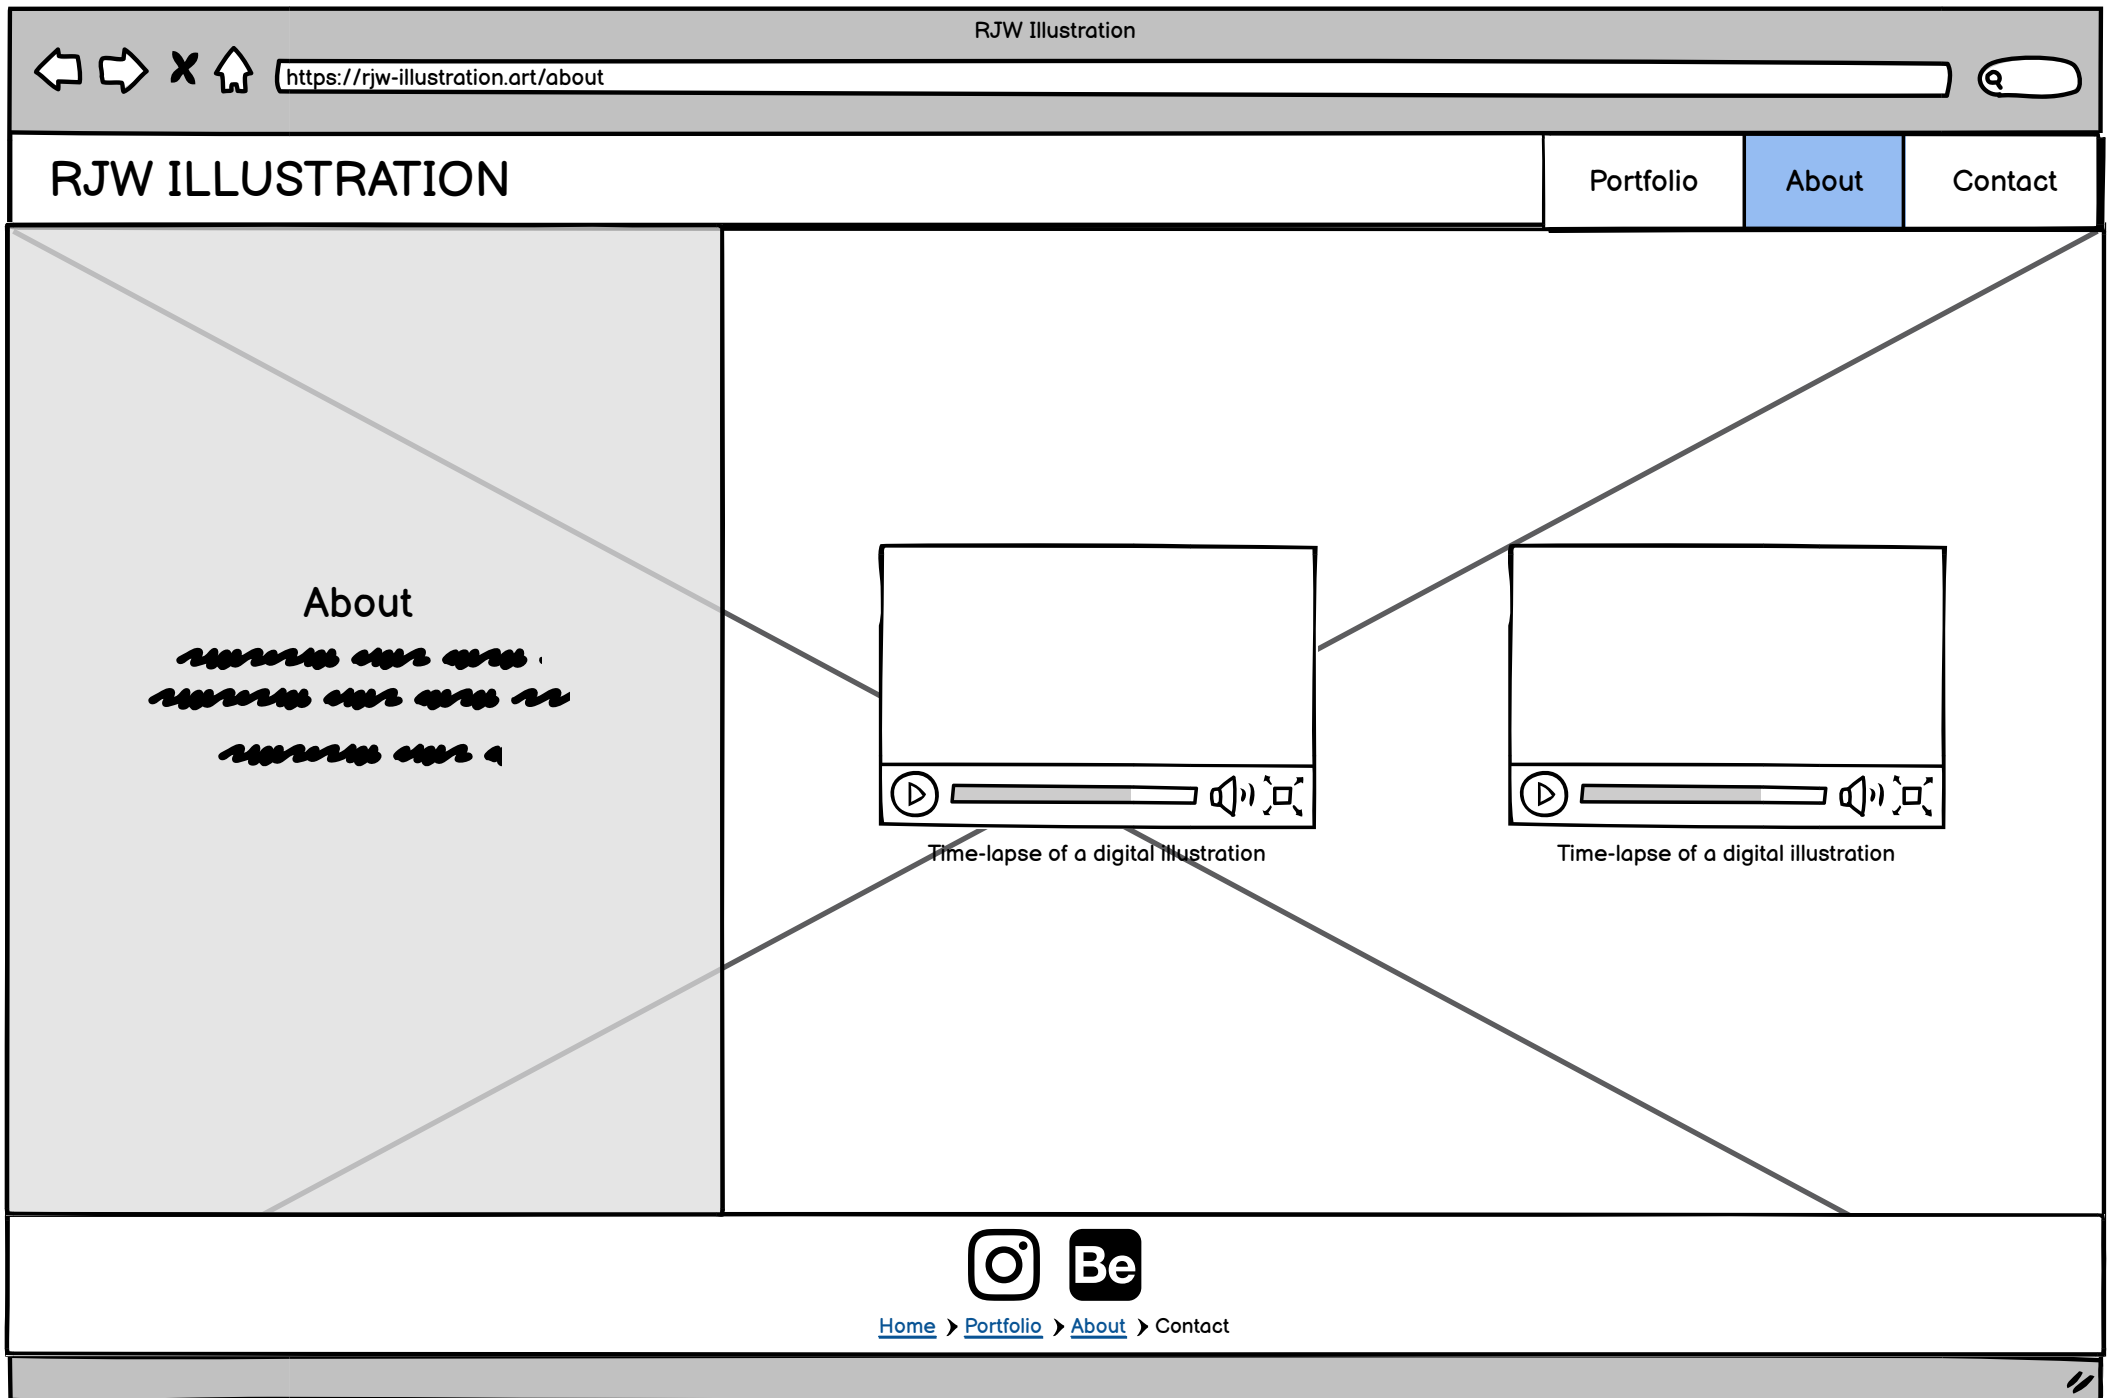 RJW Illustration
https://rjw-illustration.art/about
RJW ILLUSTRATION
Portfolio
About
Contact
About
Time-lapse of a digital illustration
Time-lapse of a digital illustration
Be
Home
Portfolio
About
Contact